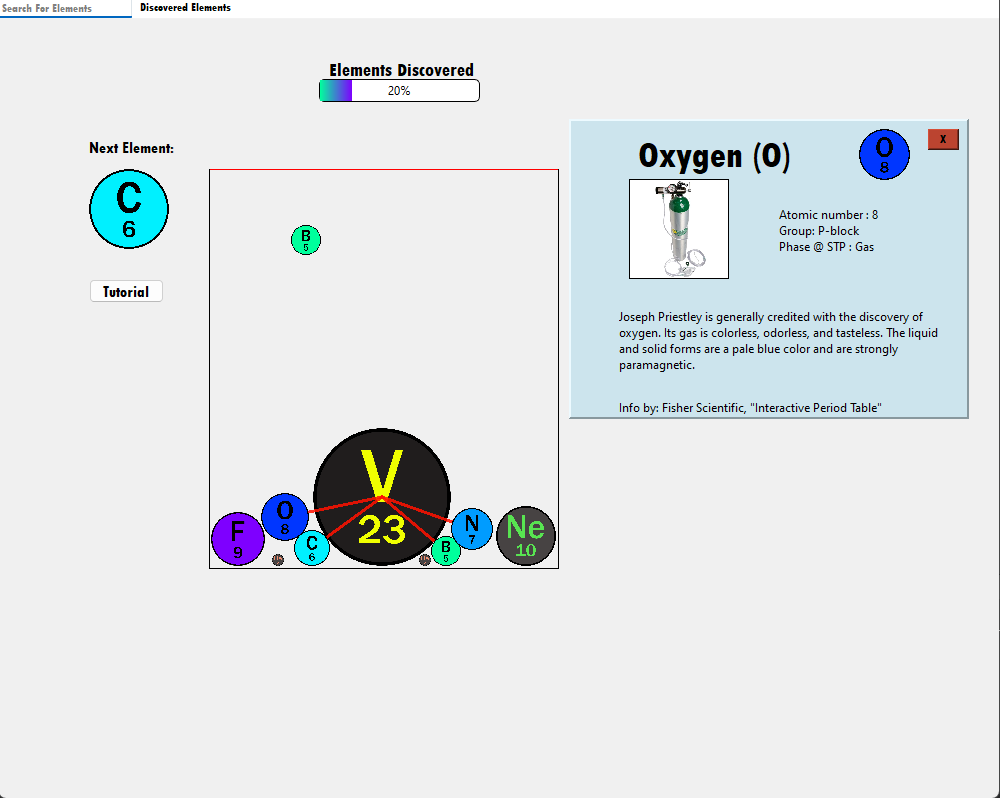 Search For Elements
Discovered Elements
Elements Discovered
20%
Next Element:
C
6
Tutorial
B
5
V
23
O
8
F
9
C
6
B
5
N
7
Ne
10
Oxygen (O)
O
8
X
Atomic number : 8
Group: P-block
Phase @ STP : Gas
Joseph Priestley is generally credited with the discovery of
oxygen. Its gas is colorless, odorless, and tasteless. The liquid
and solid forms are a pale blue color and are strongly
paramagnetic.
Info by: Fisher Scientific, "Interactive Period Table"